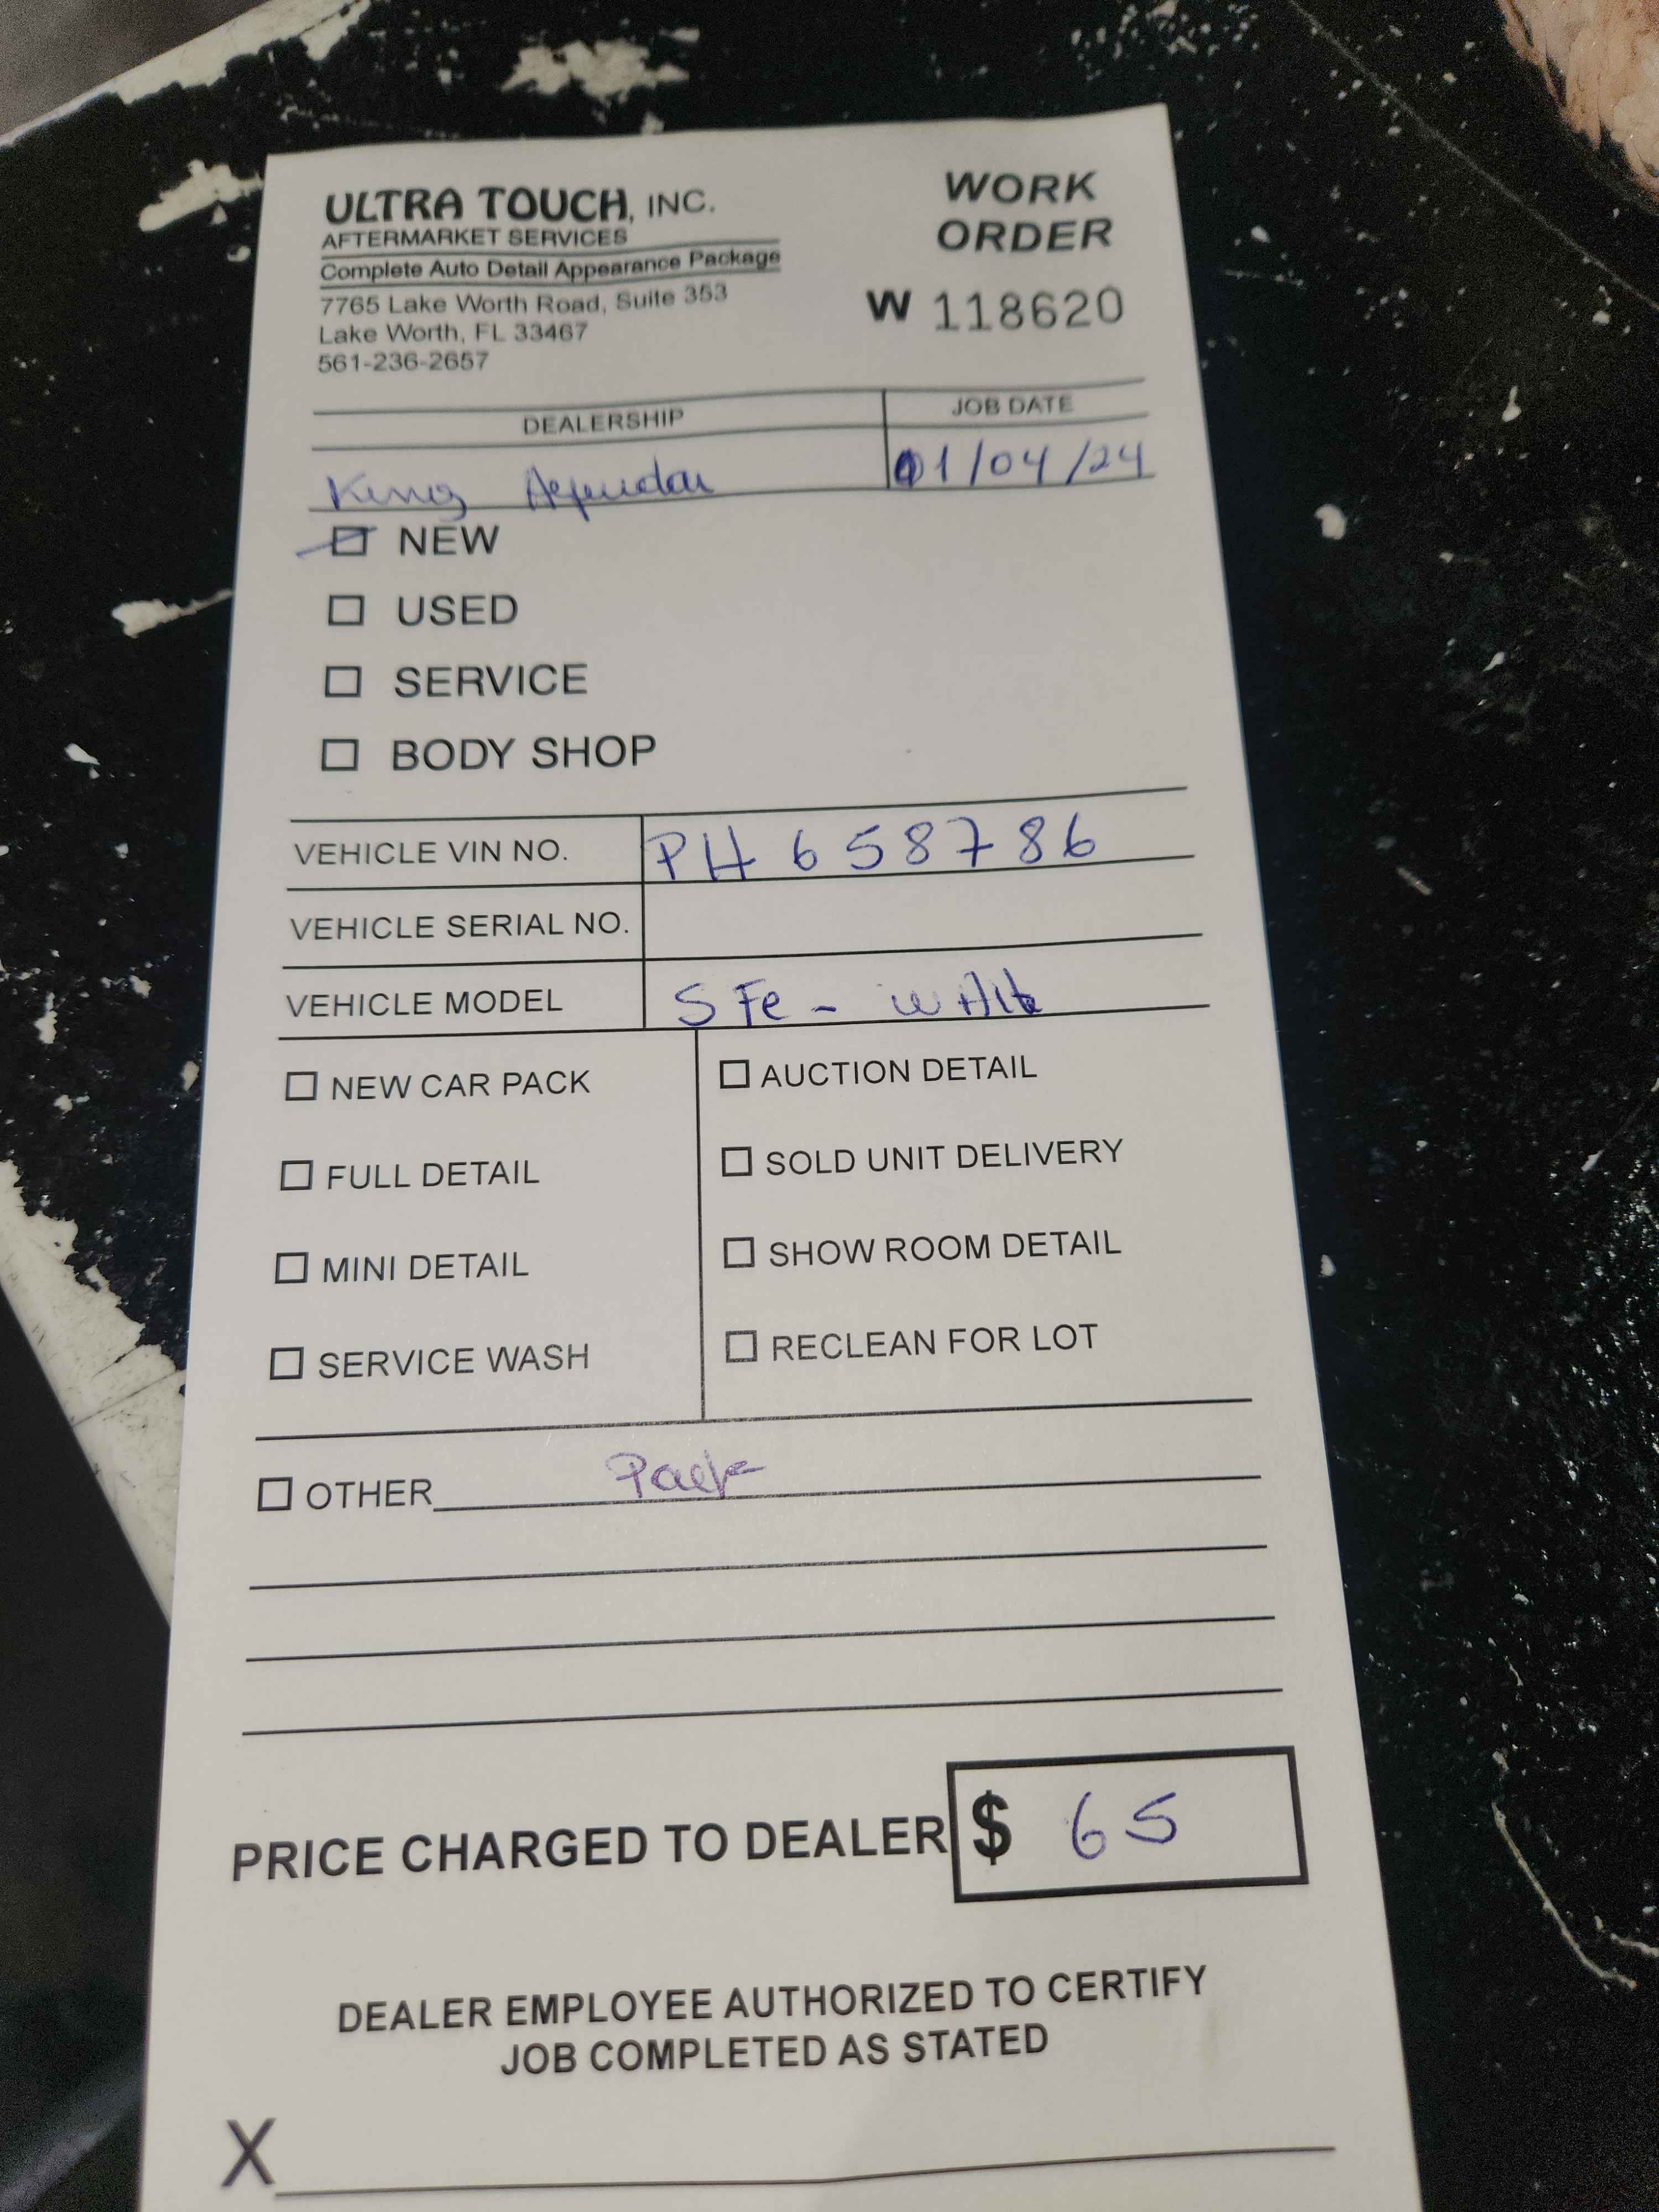 ULTRA TOUCH, INC.
AFTERMARKET SERVICES
Complete Auto Detail Appearance Package
7765 Lake Worth Road, Suite 353
Lake Worth, FL 33467
561-236-2657
WORK
ORDER
W 118620
DEALERSHIP
JOB DATE
King
01/04/24
NEW
USED
SERVICE
BODY SHOP
VEHICLE VIN NO. PH658786
VEHICLE SERIAL NO.
VEHICLE MODEL SFe -
NEW CAR PACK
AUCTION DETAIL
FULL DETAIL
SOLD UNIT DELIVERY
MINI DETAIL
SHOW ROOM DETAIL
SERVICE WASH
RECLEAN FOR LOT
OTHER
PRICE CHARGED TO DEALER $ 65
DEALER EMPLOYEE AUTHORIZED TO CERTIFY
JOB COMPLETED AS STATED
X